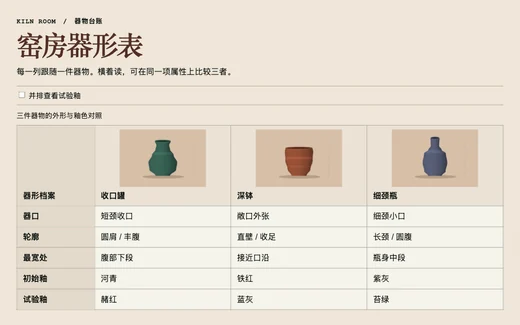 KILN ROOM / 器物台账
窑房器形表
每一列跟随一件器物。横着读，可在同一项属性上比较三者。
并排查看试验釉
三件器物的外形与釉色对照
器形档案 收口罐 深钵 细颈瓶
器口 短颈收口 敞口外张 细颈小口
轮廓 圆肩 / 丰腹 直壁 / 收足 长颈 / 圆腹
最宽处 腹部下段 接近口沿 瓶身中段
初始釉 河青 铁红 紫灰
试验釉 赭红 蓝灰 苔绿